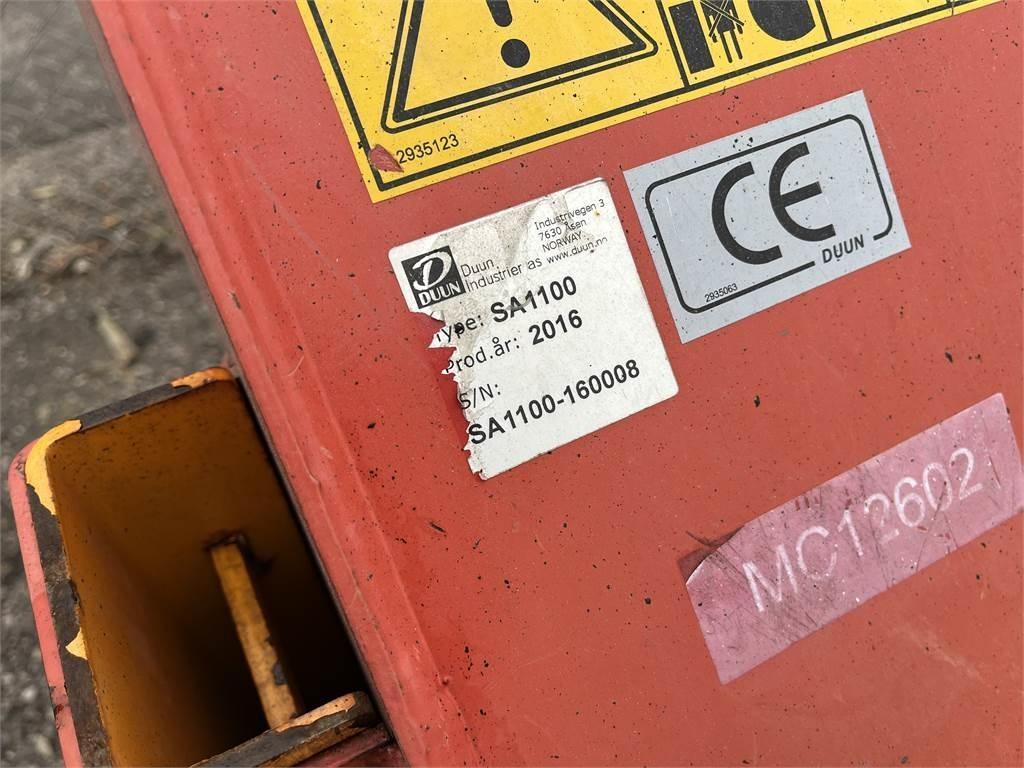 2935123
DUUN
Duun
Industrier as
Industrivegen 3
7630 Åsen
NORWAY
www.duun.no
Type: SA1100
Prod.år: 2016
S/N:
SA1100-160008
CE
DUUN
2935063
MC12602